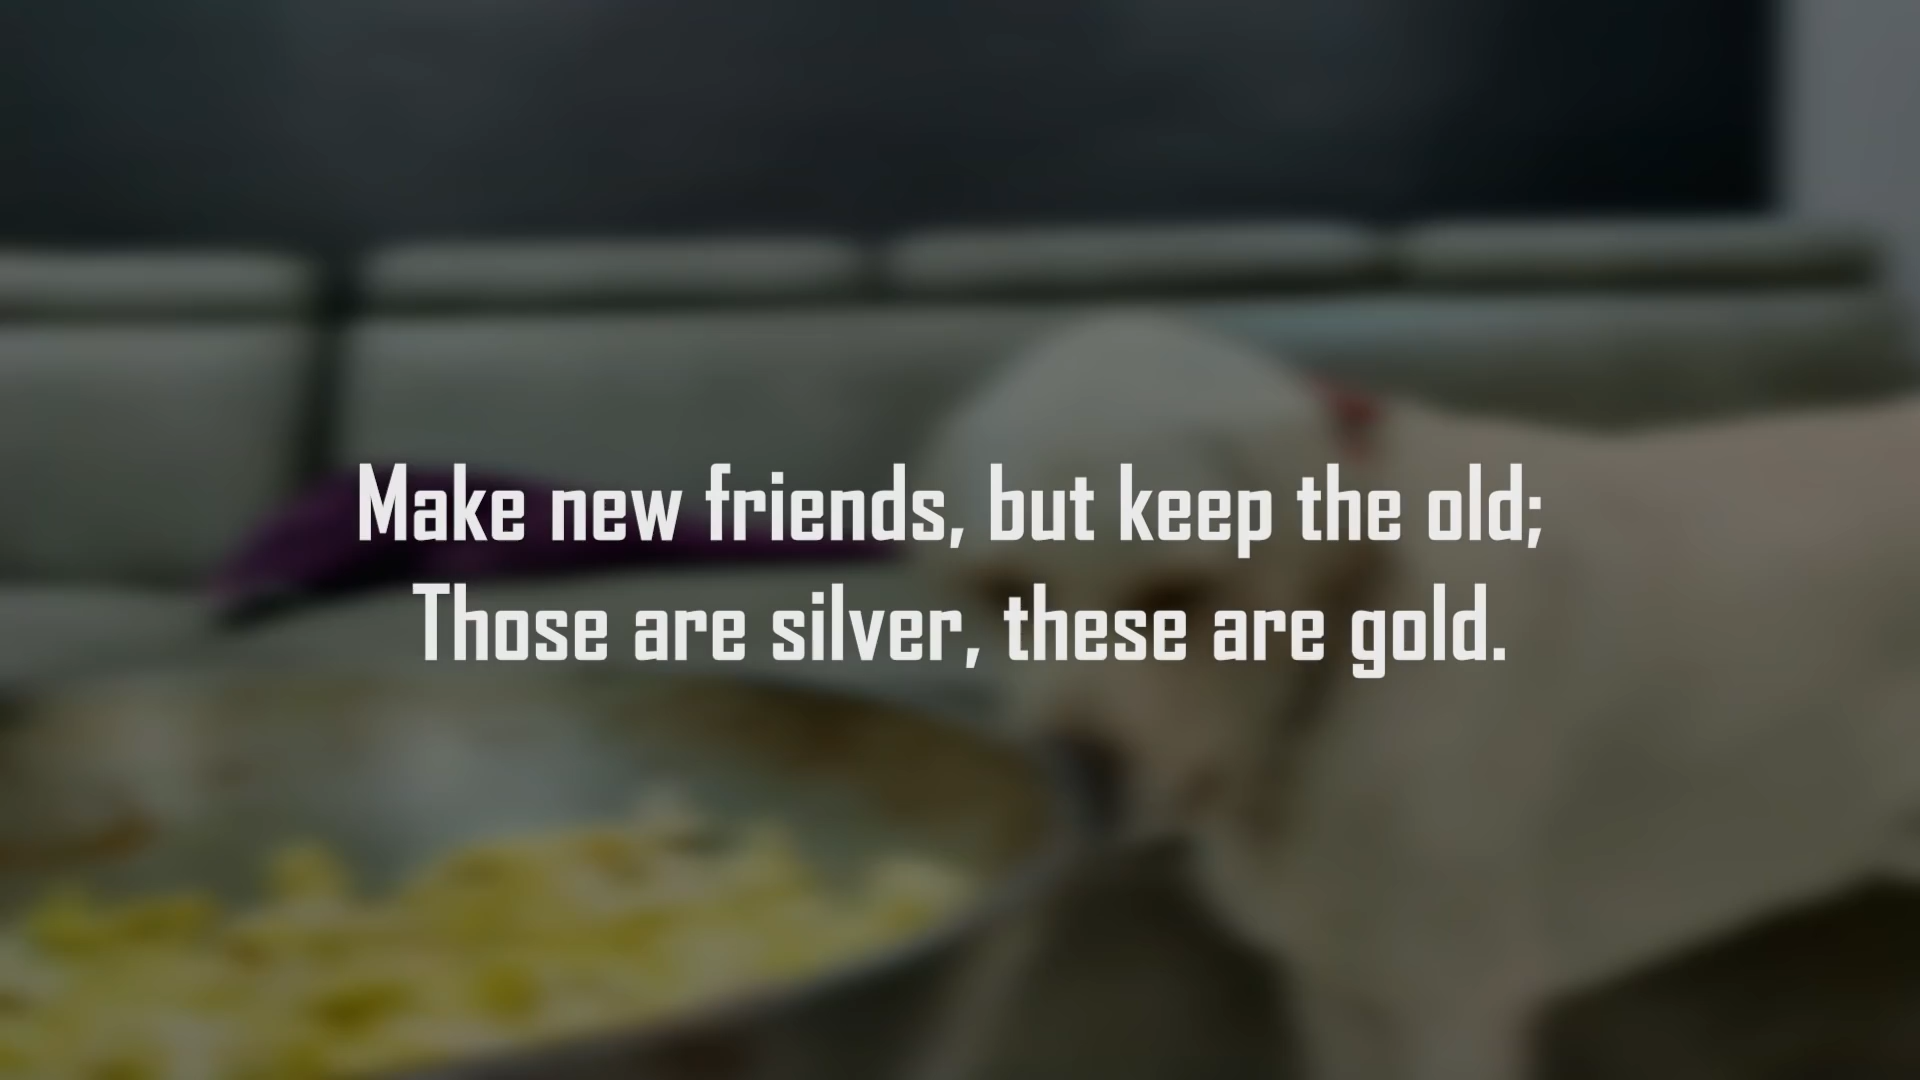 Make new friends, but keep the old;
Those are silver, these are gold.